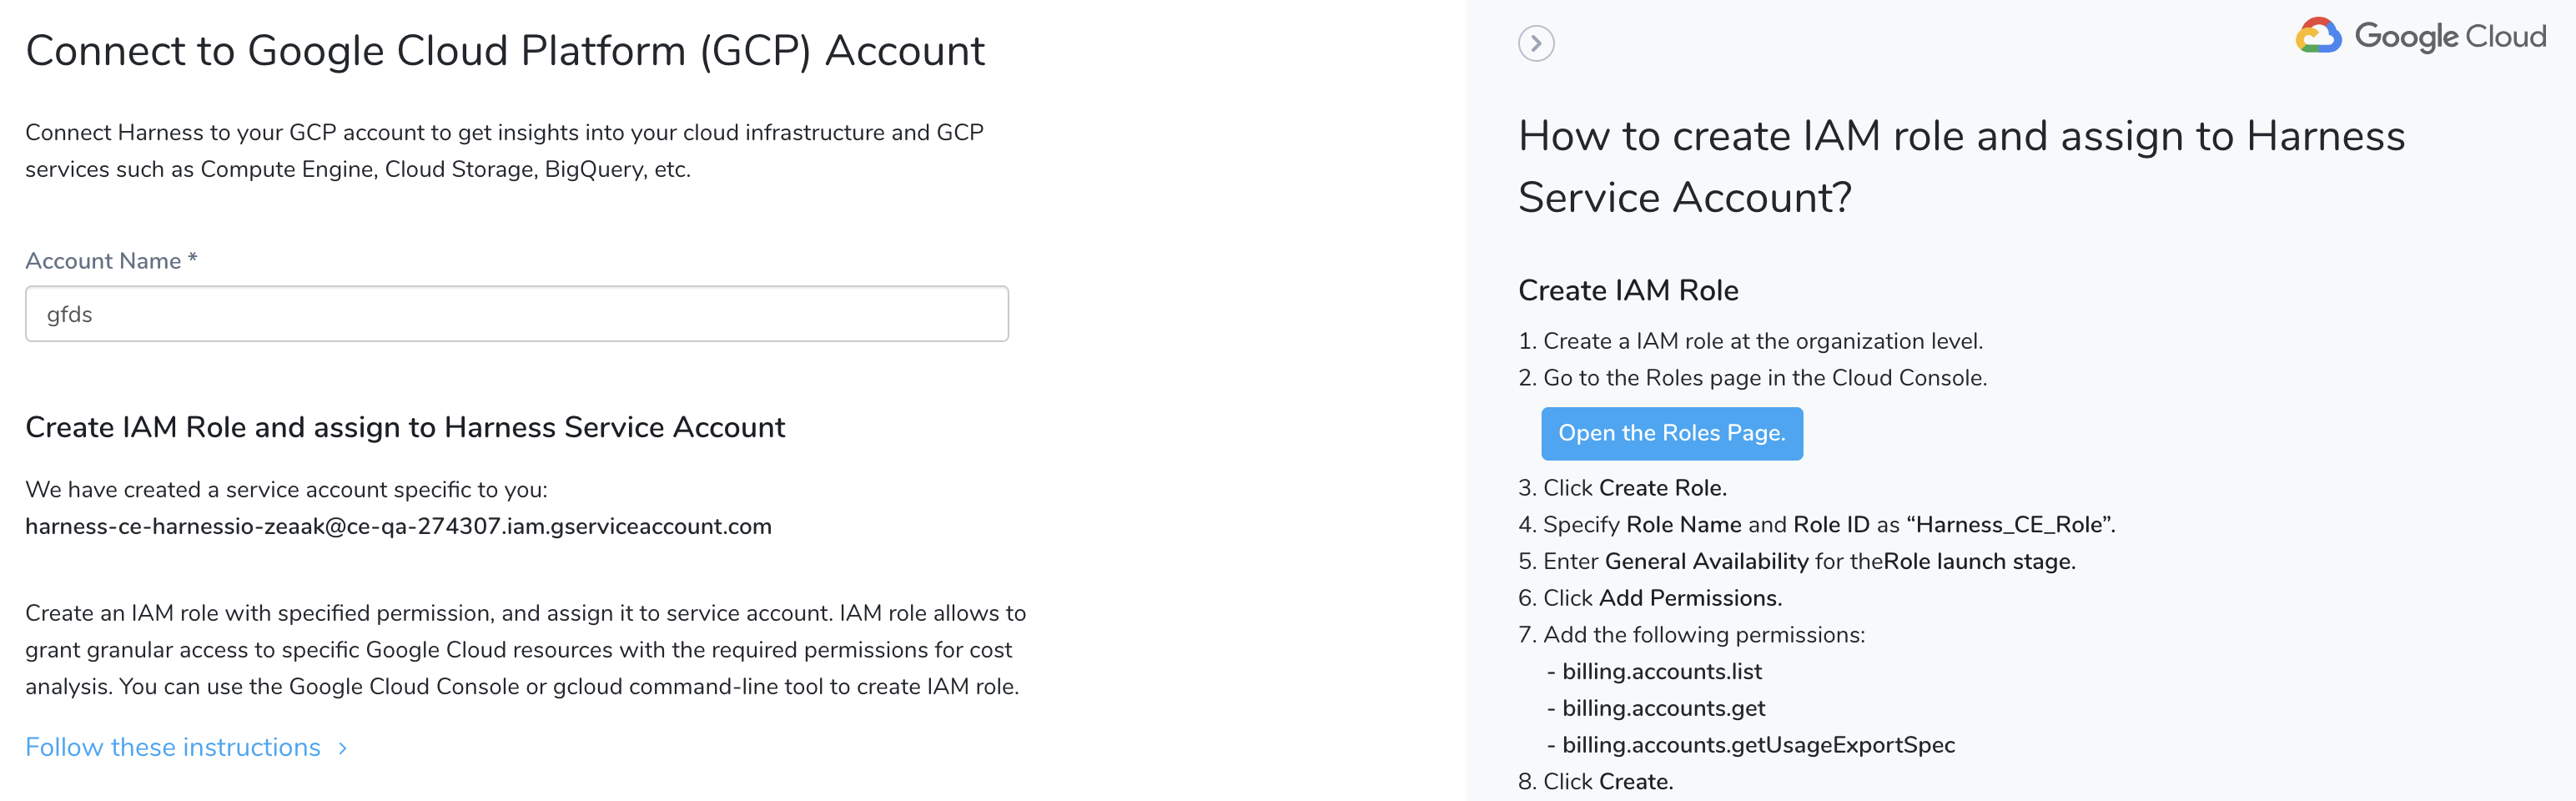 Connect to Google Cloud Platform (GCP) Account
Connect Harness to your GCP account to get insights into your cloud infrastructure and GCP
services such as Compute Engine, Cloud Storage, BigQuery, etc.
Account Name *
gfds
Create IAM Role and assign to Harness Service Account
We have created a service account specific to you:
harness-ce-harnessio-zeaak@ce-qa-274307.iam.gserviceaccount.com
Create an IAM role with specified permission, and assign it to service account. IAM role allows to
grant granular access to specific Google Cloud resources with the required permissions for cost
analysis. You can use the Google Cloud Console or gcloud command-line tool to create IAM role.
Follow these instructions
Google Cloud
How to create IAM role and assign to Harness
Service Account?
Create IAM Role
1. Create a IAM role at the organization level.
2. Go to the Roles page in the Cloud Console.
Open the Roles Page.
3. Click Create Role.
4. Specify Role Name and Role ID as “Harness_CE_Role”.
5. Enter General Availability for theRole launch stage.
6. Click Add Permissions.
7. Add the following permissions:
- billing.accounts.list
- billing.accounts.get
- billing.accounts.getUsageExportSpec
8. Click Create.